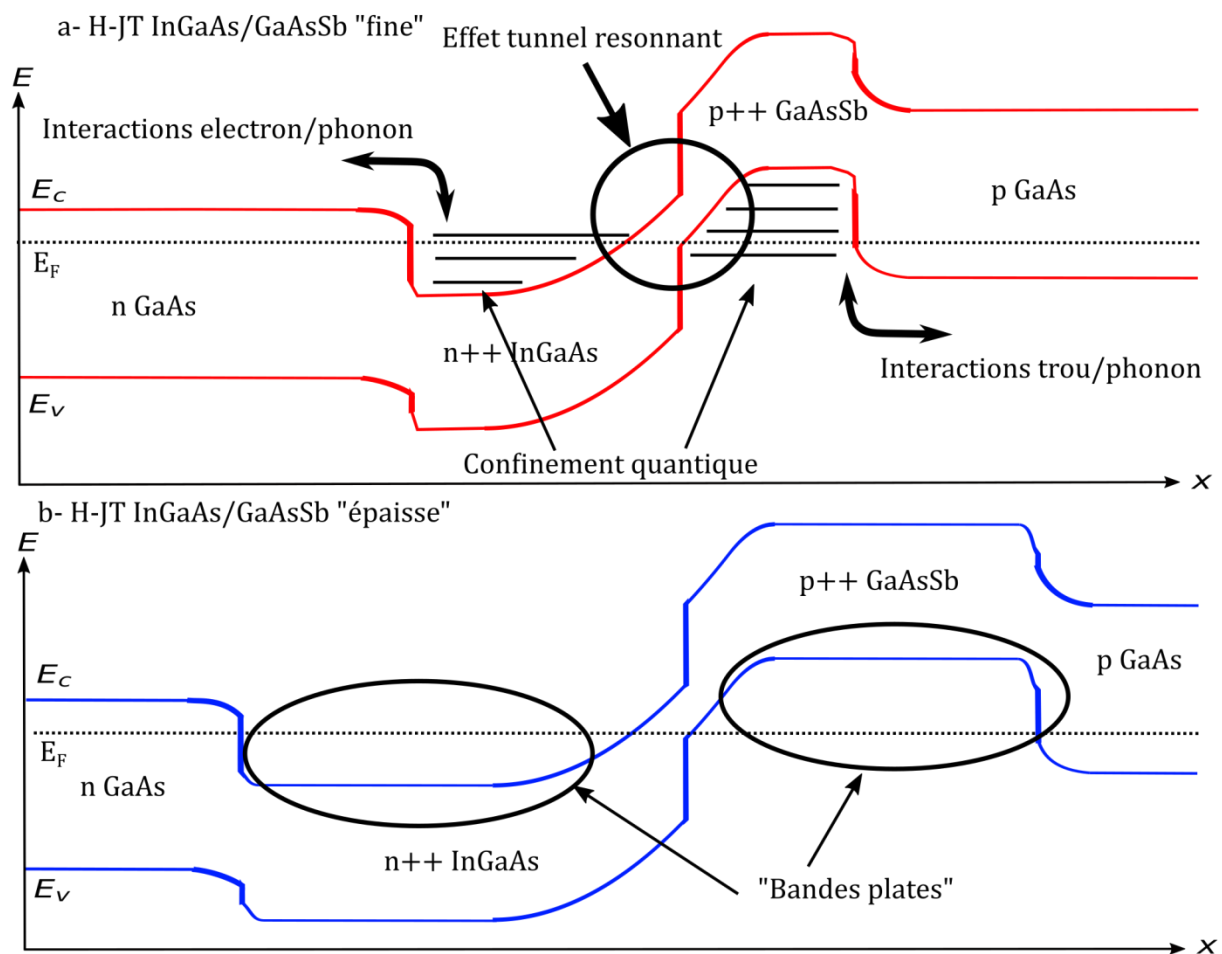 a- H-JT InGaAs/GaAsSb "fine"
Effet tunnel resonnant
E
Interactions electron/phonon
p++ GaAsSb
E_c
p GaAs
E_F
n GaAs
n++ InGaAs
Interactions trou/phonon
E_v
Confinement quantique
x
b- H-JT InGaAs/GaAsSb "épaisse"
E
p++ GaAsSb
E_c
p GaAs
E_F
n GaAs
n++ InGaAs
E_v
"Bandes plates"
x